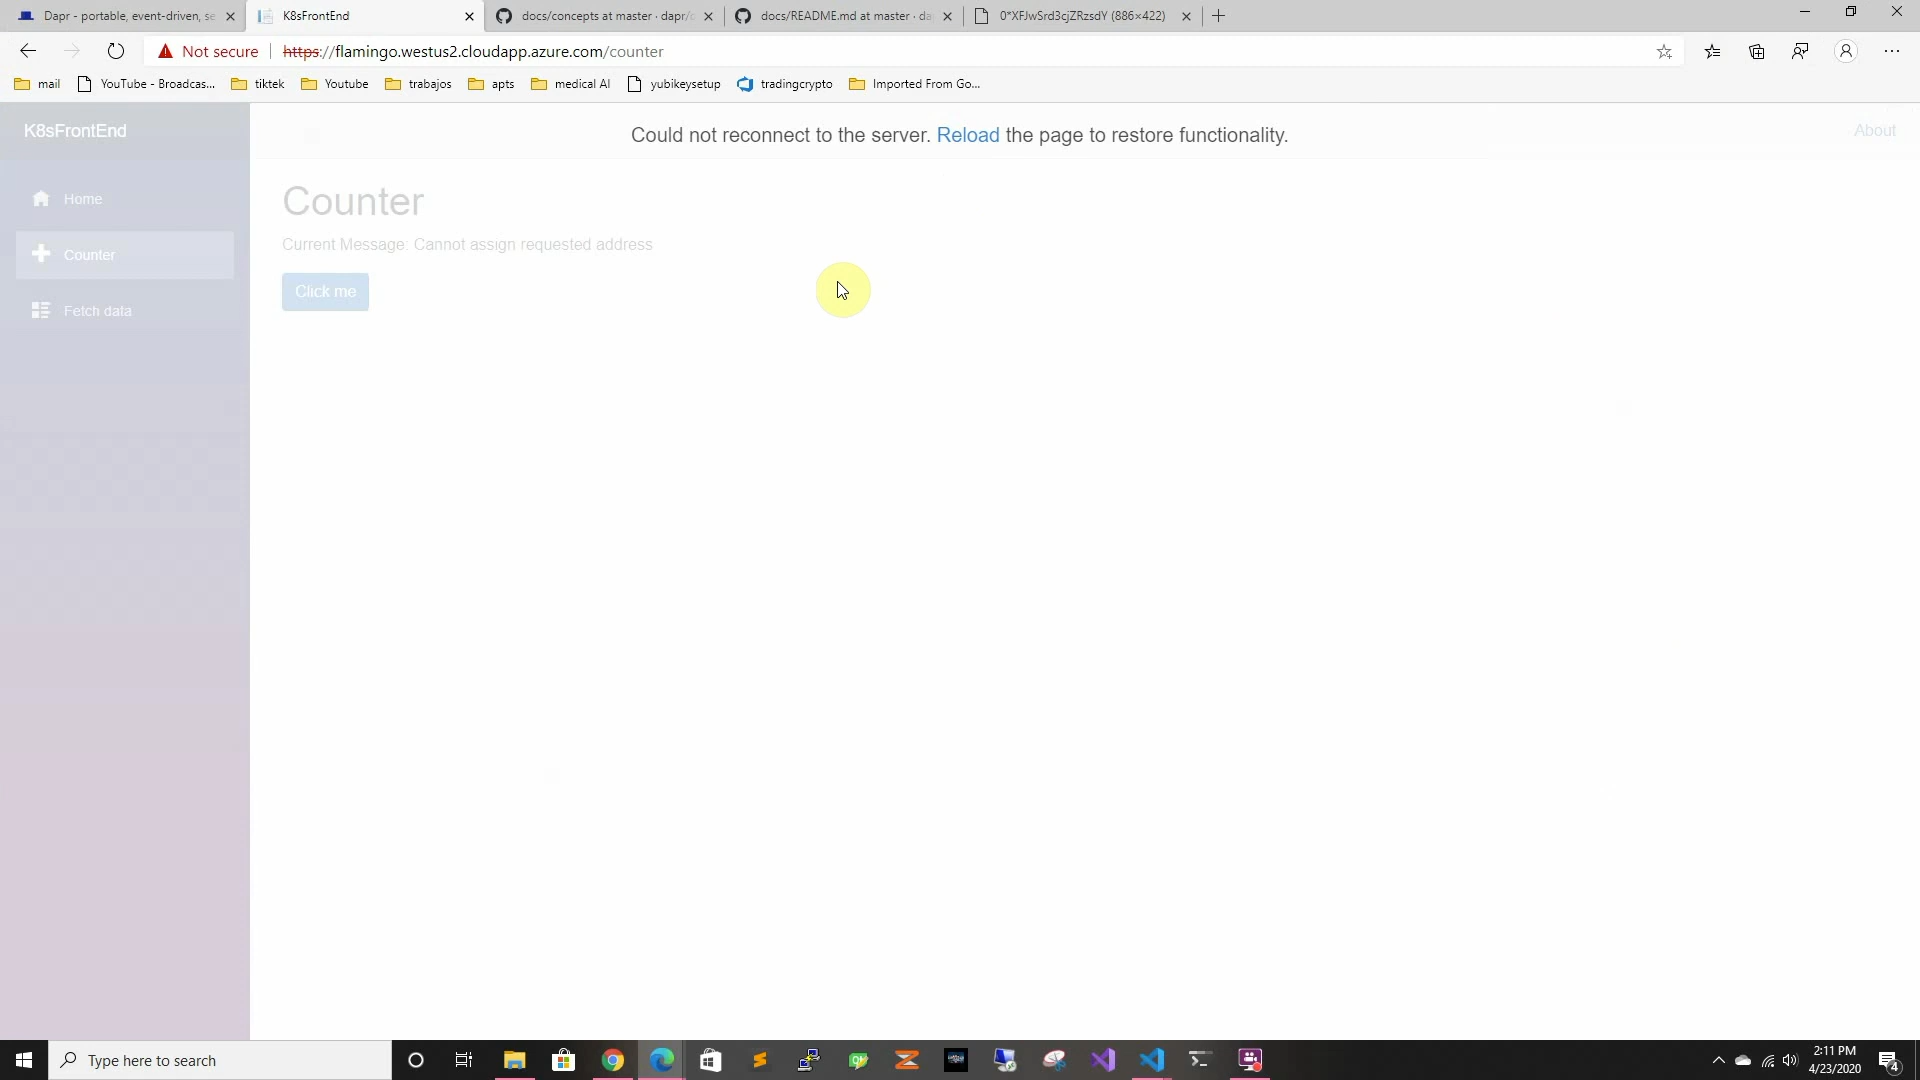 Dapr - portable, event-driven, se
K8sFrontEnd
docs/concepts at master · dapr/c
docs/README.md at master · da
0*XFJwSrd3cjZRzsdY (886×422)
Not secure
https://flamingo.westus2.cloudapp.azure.com/counter
mail
YouTube - Broadcas...
tiktek
Youtube
trabajos
apts
medical AI
yubikeysetup
tradingcrypto
Imported From Go...
K8sFrontEnd
Could not reconnect to the server. Reload the page to restore functionality.
About
Home
Counter
Fetch data
Counter
Current Message: Cannot assign requested address
Click me
Type here to search
2:11 PM
4/23/2020
4